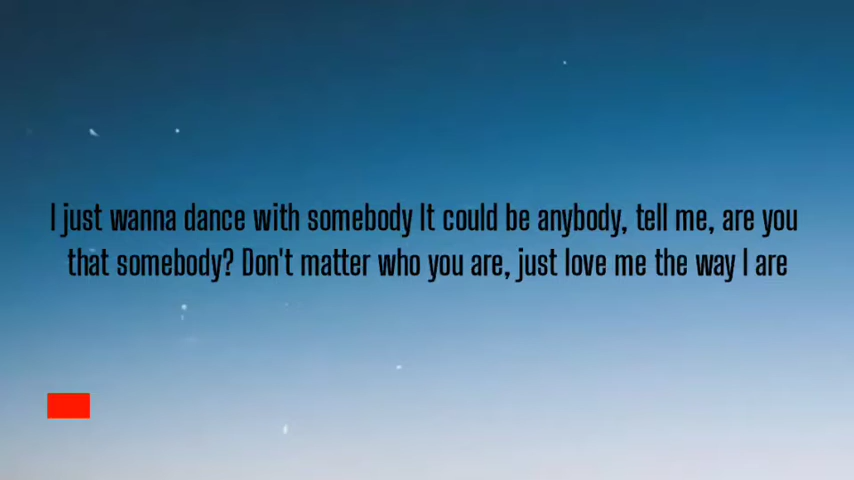 I just wanna dance with somebody It could be anybody, tell me, are you
that somebody? Don't matter who you are, just love me the way I are